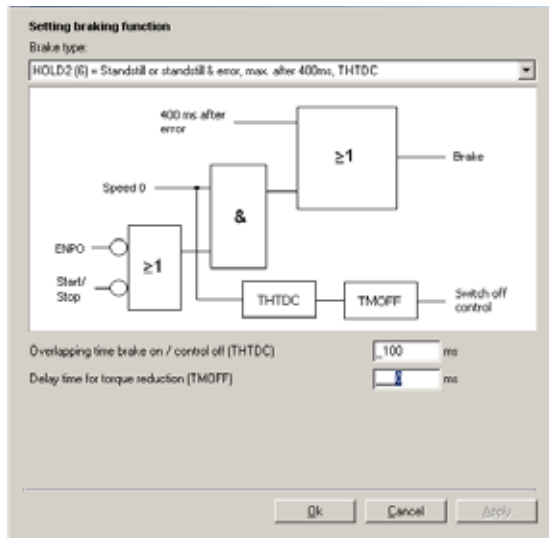 Setting braking function
Brake type:
HOLD2 (6) = Standstill or standstill & error, max. after 400ms, THTDC
400 ms after
error
≥1
Brake
Speed 0
&
ENPO
≥1
Start/
Stop
THTDC
TMOFF
Switch off
control
Overlapping time brake on / control off (THTDC)
_100 ms
Delay time for torque reduction (TMOFF)
__0 ms
Ok Cancel Apply